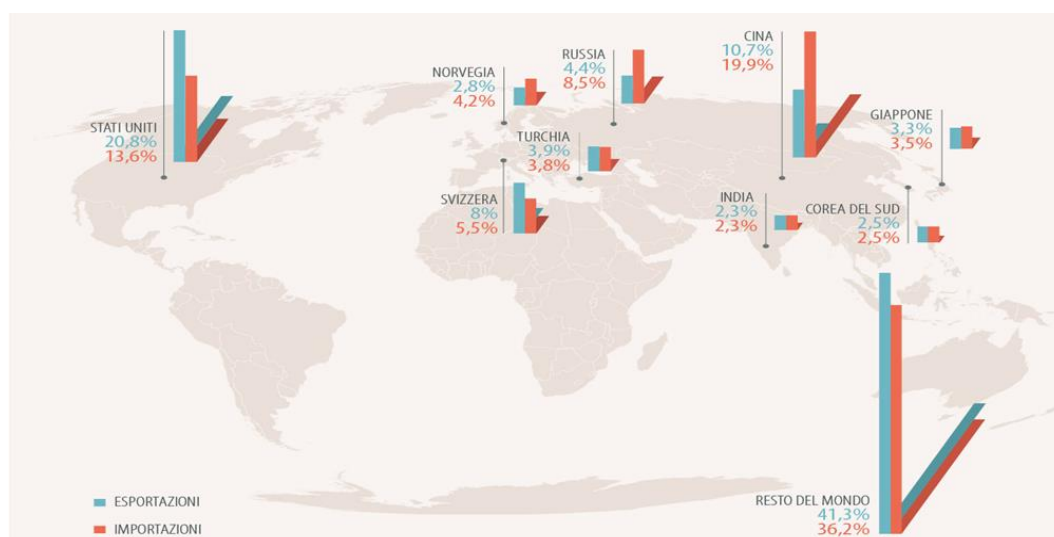 STATI UNITI
20,8%
13,6%
NORVEGIA
2,8%
4,2%
RUSSIA
4,4%
8,5%
CINA
10,7%
19,9%
GIAPPONE
3,3%
3,5%
TURCHIA
3,9%
3,8%
SVIZZERA
8%
5,5%
INDIA
2,3%
2,3%
COREA DEL SUD
2,5%
2,5%
RESTO DEL MONDO
41,3%
36,2%
ESPORTAZIONI
IMPORTAZIONI